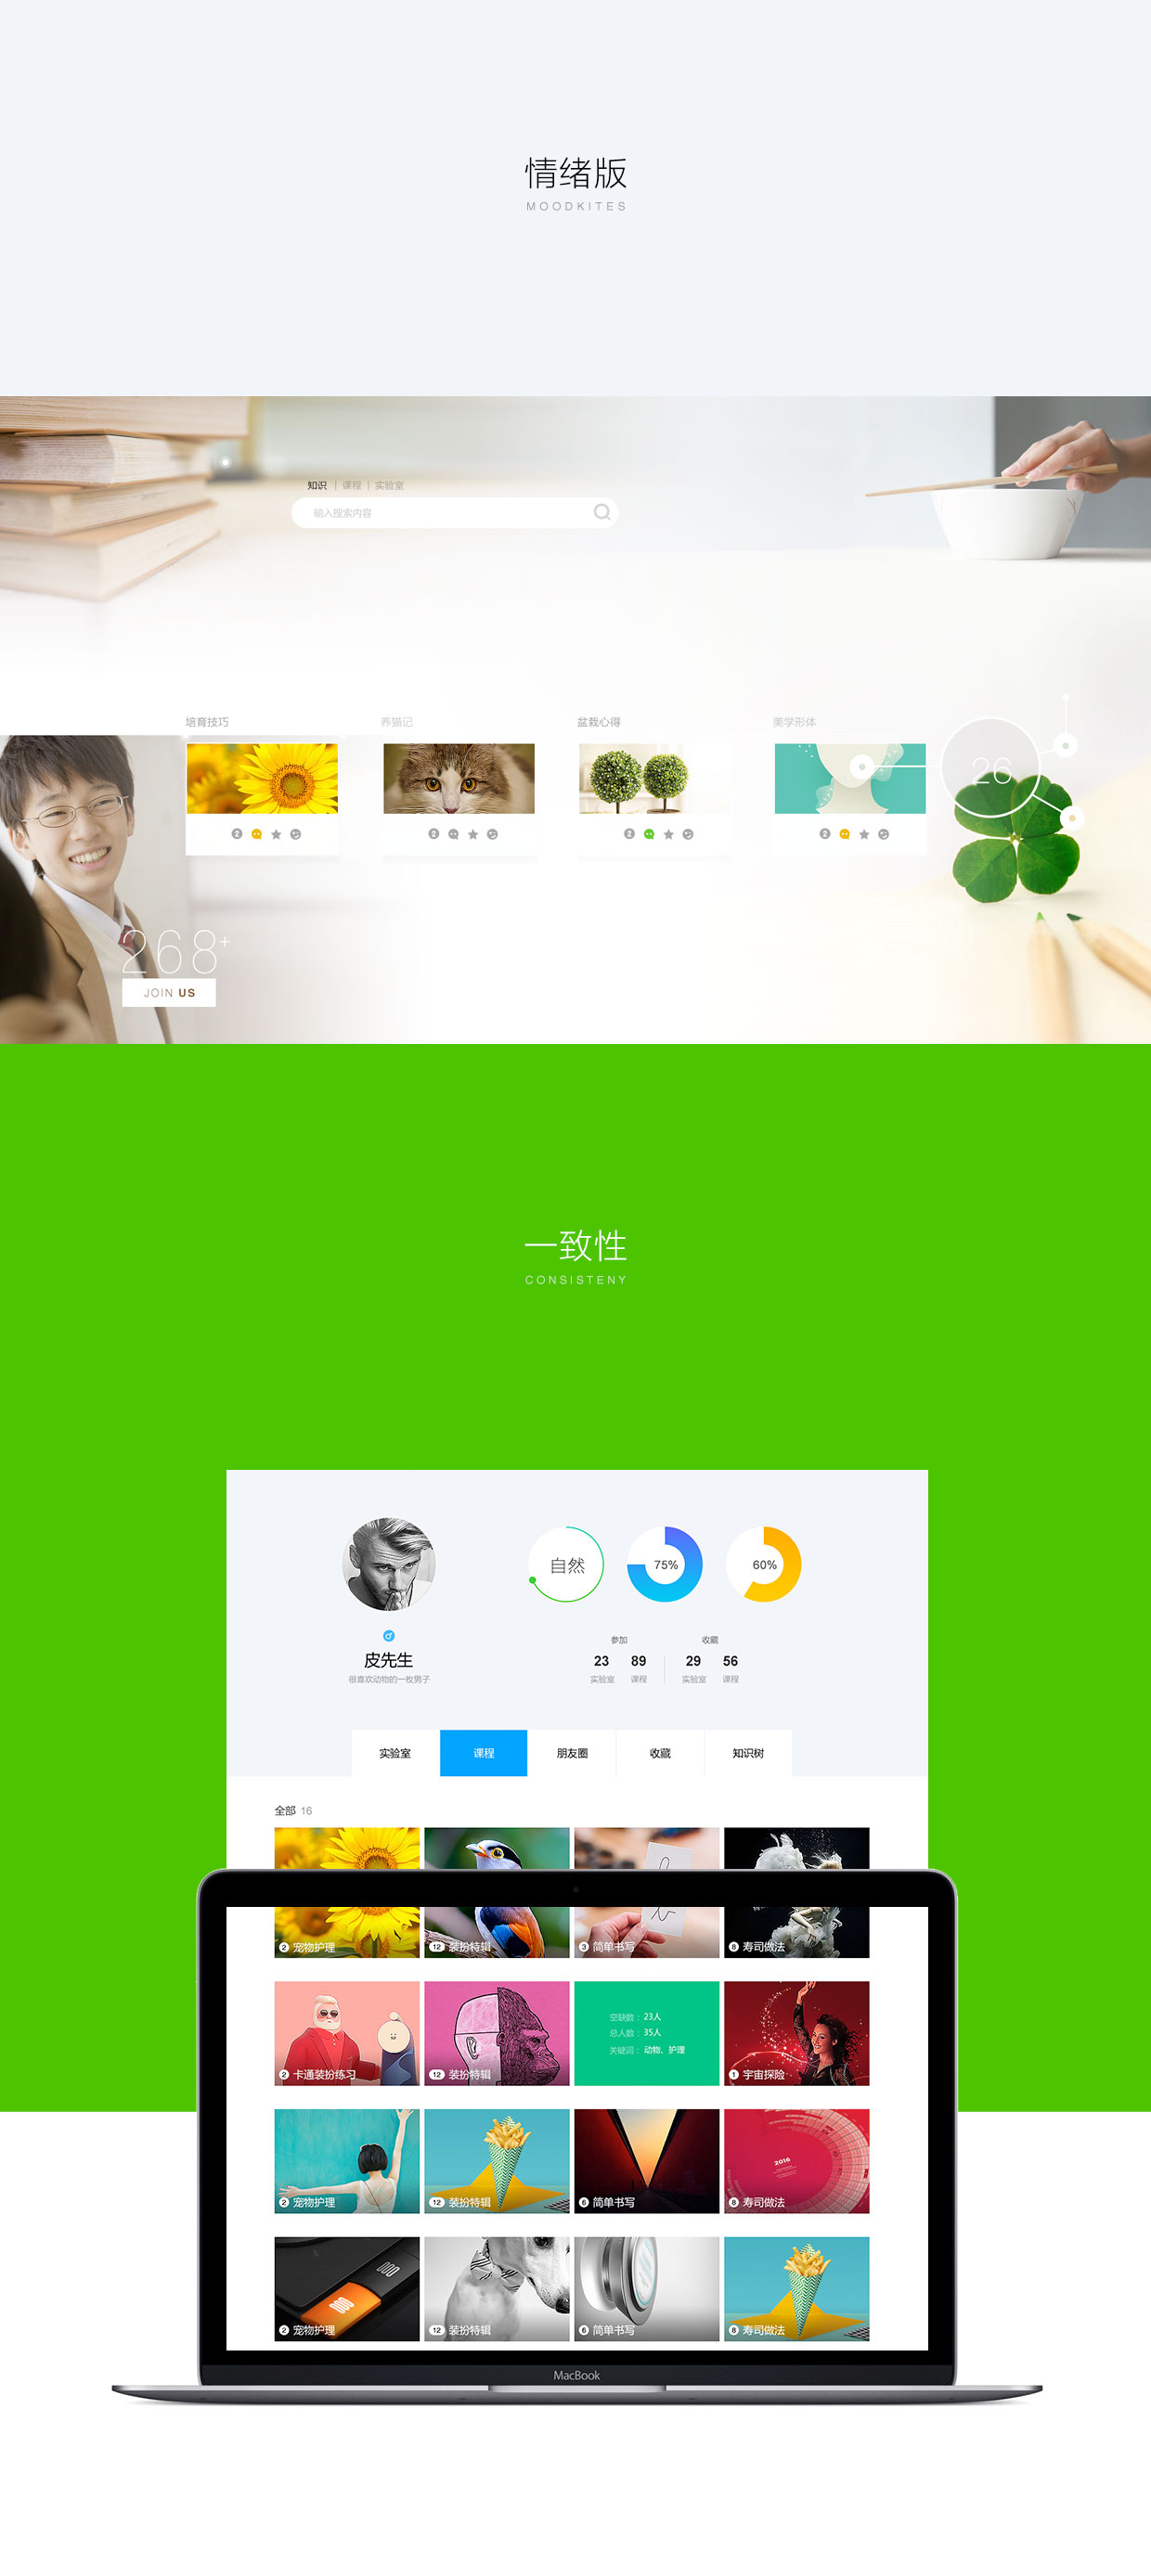 情绪版
MOODKITES
知识 | 课程 | 实验室
输入搜索内容
培育技巧 养猫记 盆栽心得 美学形体
26
2 2 2 2
268+
JOIN US
一致性
CONSISTENY
自然 75% 60%
皮先生
很喜欢动物的一枚男子
参加 收藏
23 89 29 56
实验室 课程 实验室 课程
实验室 课程 朋友圈 收藏 知识树
全部 16
2 宠物护理 12 装扮特辑 3 简单书写 8 寿司做法
空缺数：23人
总人数：35人
关键词：动物、护理
2 卡通装扮练习 12 装扮特辑 1 宇宙探险
2016
2 宠物护理 12 装扮特辑 6 简单书写 8 寿司做法
2 宠物护理 12 装扮特辑 6 简单书写 8 寿司做法
MacBook